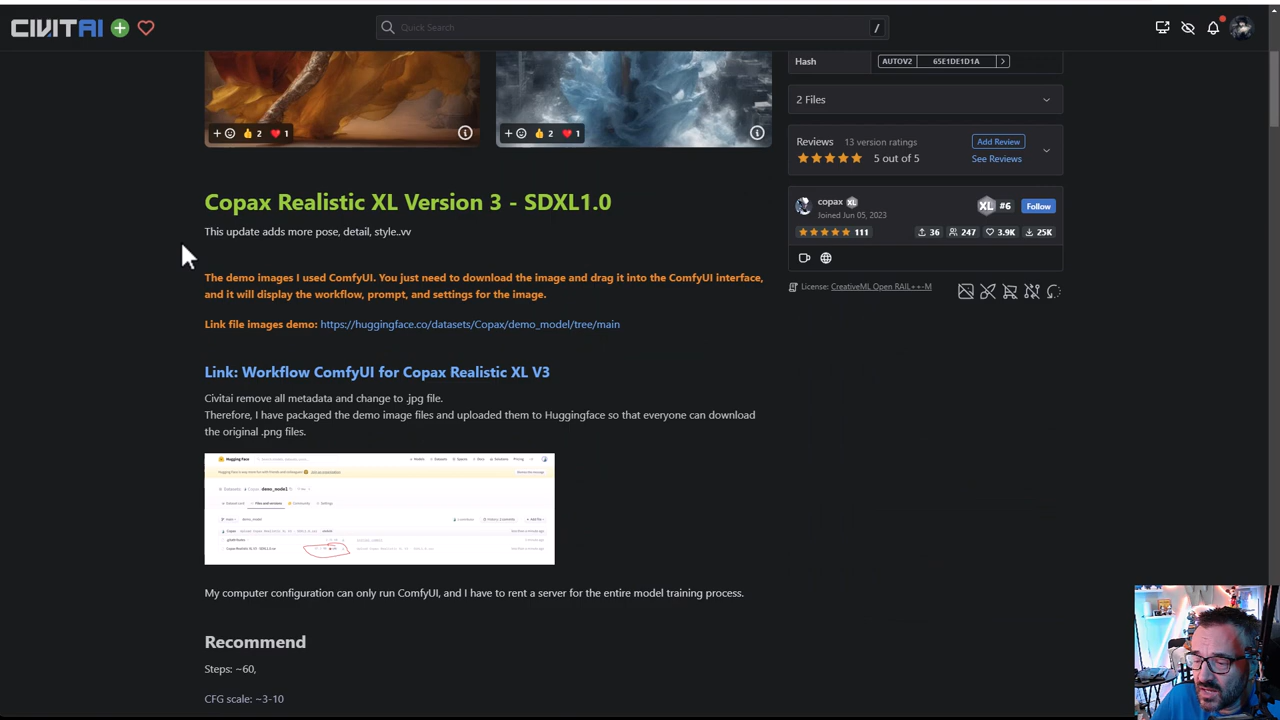 CIVITAI
Quick Search
/
Hash
AUTOV2
65E1DE1D1A
2 Files
Reviews
13 version ratings
Add Review
5 out of 5
See Reviews
2
1
2
1
copax XL
XL #6
Follow
Joined Jun 05, 2023
111
36
247
3.9K
25K
License: CreativeML Open RAIL++-M
Copax Realistic XL Version 3 - SDXL1.0
This update adds more pose, detail, style..vv
The demo images I used ComfyUI. You just need to download the image and drag it into the ComfyUI interface,
and it will display the workflow, prompt, and settings for the image.
Link file images demo: https://huggingface.co/datasets/Copax/demo_model/tree/main
Link: Workflow ComfyUI for Copax Realistic XL V3
Civitai remove all metadata and change to .jpg file.
Therefore, I have packaged the demo image files and uploaded them to Huggingface so that everyone can download
the original .png files.
Hugging Face
demo_model
My computer configuration can only run ComfyUI, and I have to rent a server for the entire model training process.
Recommend
Steps: ~60,
CFG scale: ~3-10